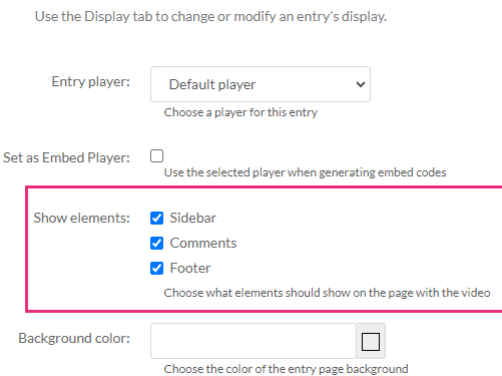 Use the Display tab to change or modify an entry's display.
Entry player: Default player
Choose a player for this entry
Set as Embed Player:
Use the selected player when generating embed codes
Show elements: Sidebar
Comments
Footer
Choose what elements should show on the page with the video
Background color:
Choose the color of the entry page background